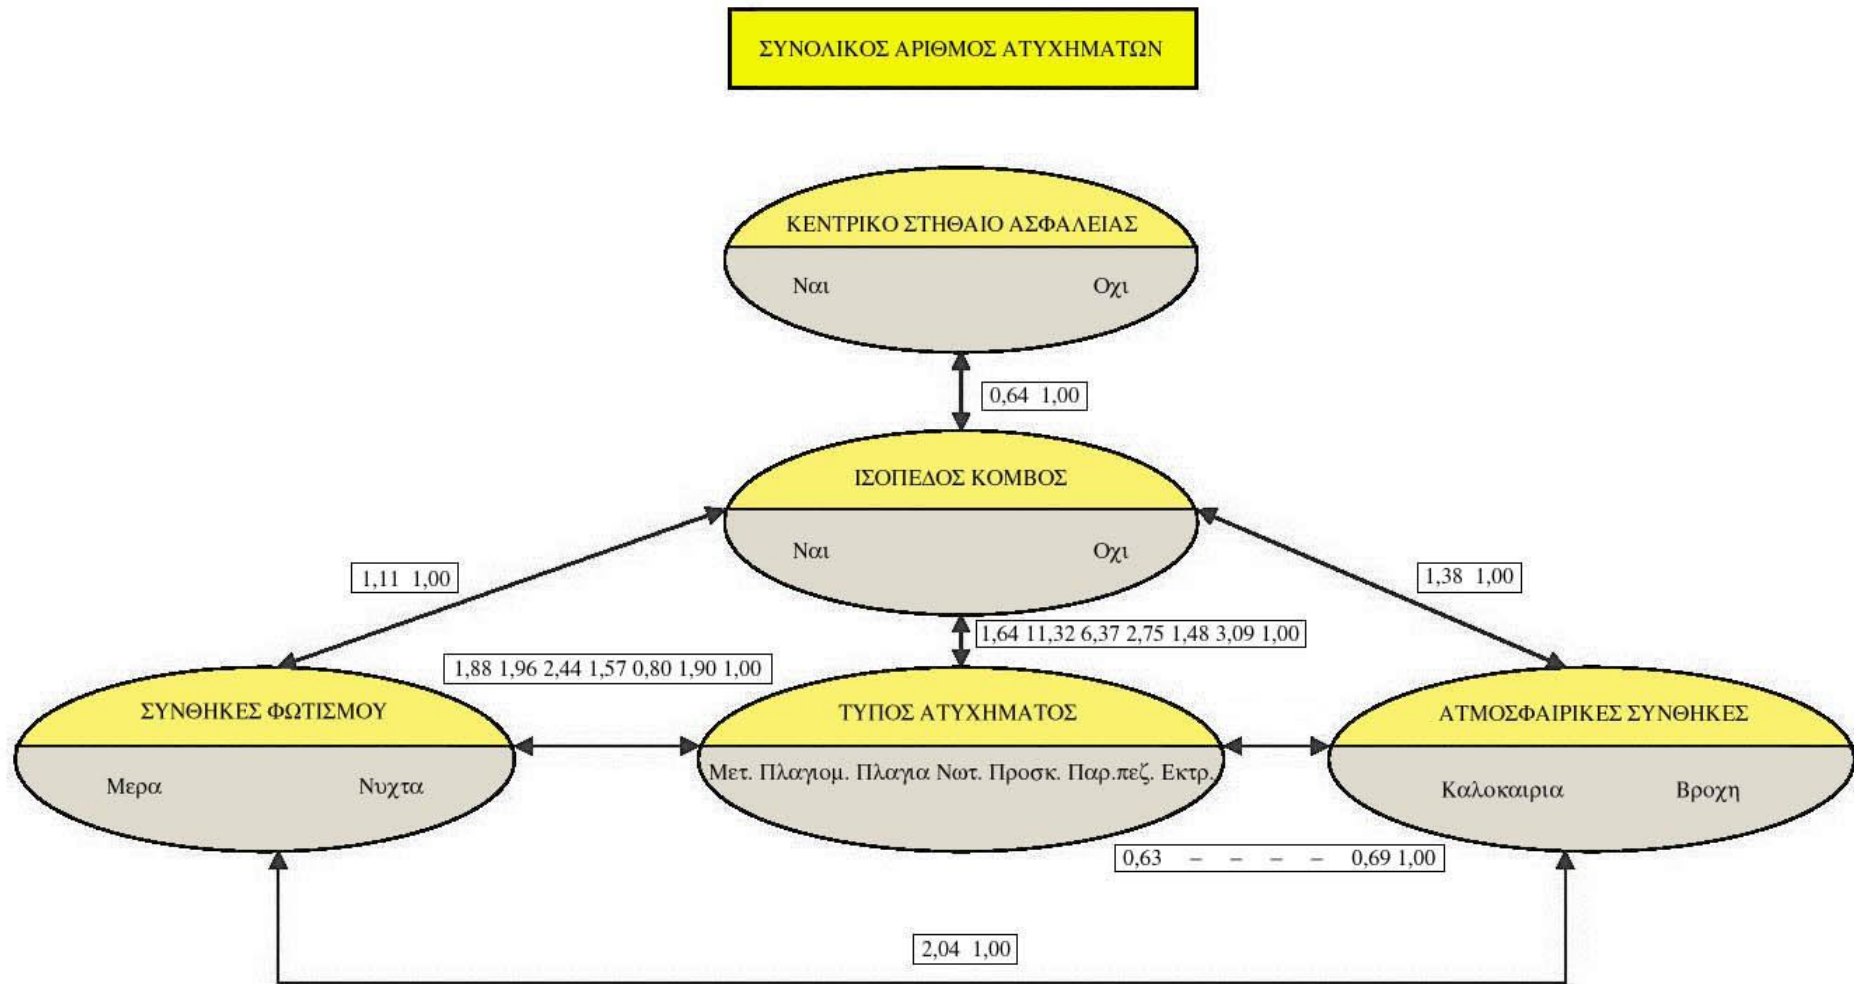 ΣΥΝΟΛΙΚΟΣ ΑΡΙΘΜΟΣ ΑΤΥΧΗΜΑΤΩΝ
ΚΕΝΤΡΙΚΟ ΣΤΗΘΑΙΟ ΑΣΦΑΛΕΙΑΣ
Ναι Οχι
0,64 1,00
ΙΣΟΠΕΔΟΣ ΚΟΜΒΟΣ
Ναι Οχι
1,11 1,00
1,38 1,00
1,64 11,32 6,37 2,75 1,48 3,09 1,00
1,88 1,96 2,44 1,57 0,80 1,90 1,00
ΣΥΝΘΗΚΕΣ ΦΩΤΙΣΜΟΥ
Μερα Νυχτα
ΤΥΠΟΣ ΑΤΥΧΗΜΑΤΟΣ
Μετ. Πλαγιομ. Πλαγια Νωτ. Προσκ. Παρ.πεζ. Εκτρ.
ΑΤΜΟΣΦΑΙΡΙΚΕΣ ΣΥΝΘΗΚΕΣ
Καλοκαιρια Βροχη
0,63 – – – – 0,69 1,00
2,04 1,00